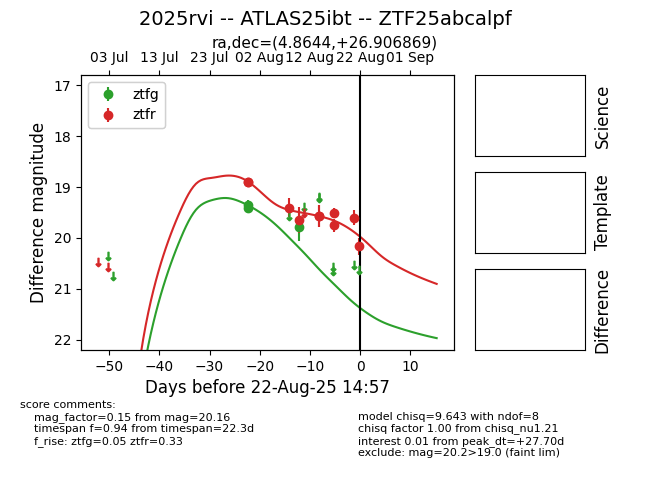 2025rvi -- ATLAS25ibt -- ZTF25abcalpf
ra,dec=(4.8644,+26.906869)
03 Jul 13 Jul 23 Jul 02 Aug 12 Aug 22 Aug 01 Sep
ztfg
ztfr
17
18
19
20
21
22
Difference magnitude
−50 −40 −30 −20 −10 0 10
Days before 22-Aug-25 14:57
Science
Template
Difference
score comments:
mag_factor=0.15 from mag=20.16
timespan f=0.94 from timespan=22.3d
f_rise: ztfg=0.05 ztfr=0.33
model chisq=9.643 with ndof=8
chisq factor 1.00 from chisq_nu1.21
interest 0.01 from peak_dt=+27.70d
exclude: mag=20.2>19.0 (faint lim)